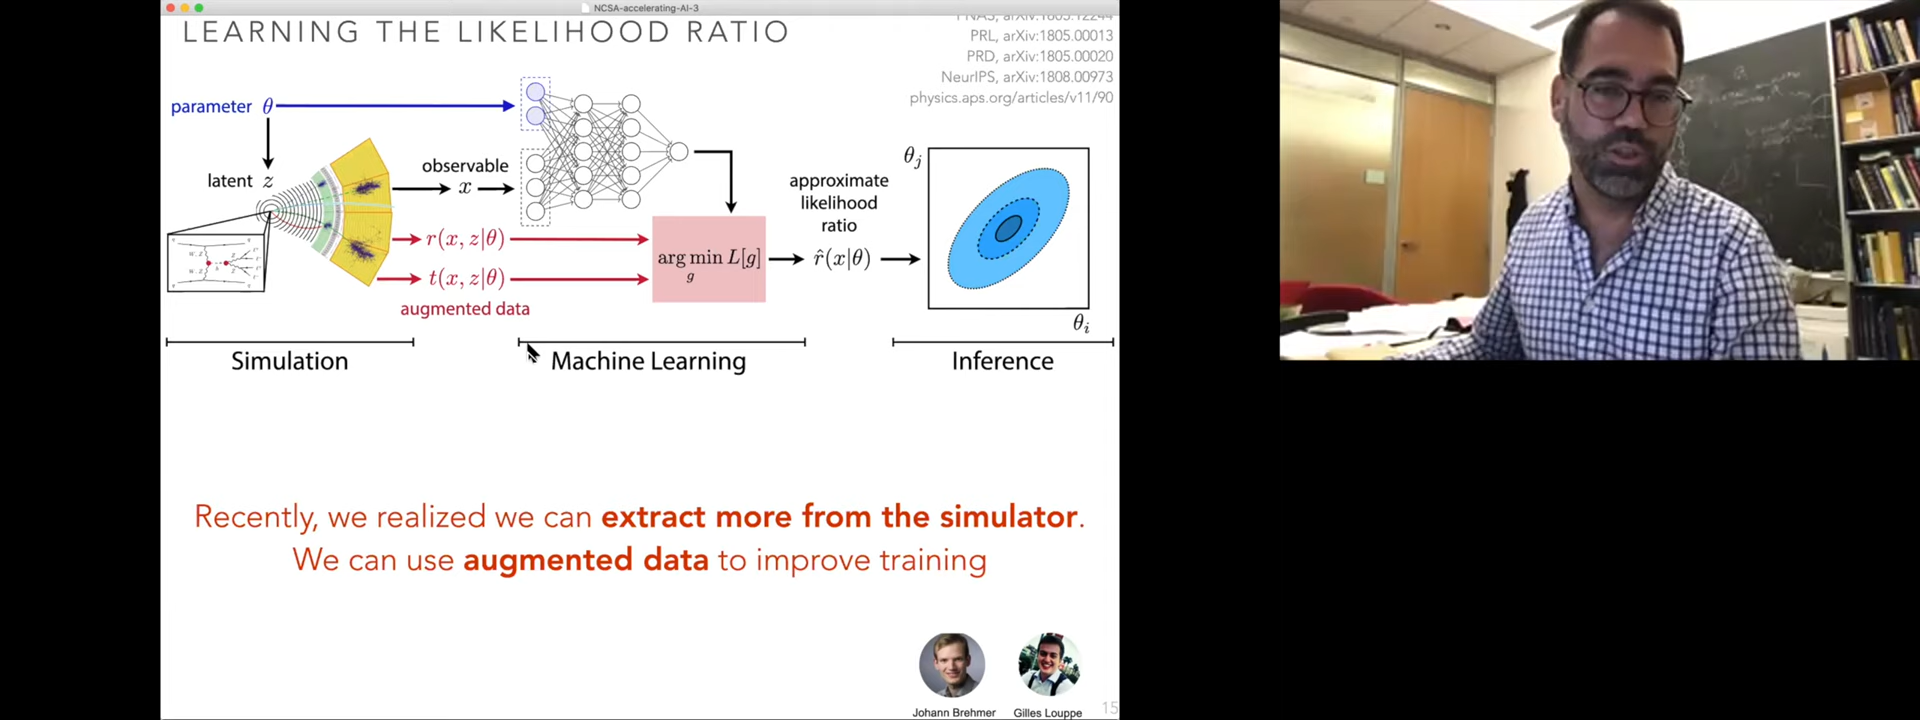 NCSA-accelerating-AI-3
LEARNING THE LIKELIHOOD RATIO
PNAS, arXiv:1805.12244
PRL, arXiv:1805.00013
PRD, arXiv:1805.00020
NeurIPS, arXiv:1808.00973
physics.aps.org/articles/v11/90
parameter θ
latent z
observable
x
r(x, z|θ)
t(x, z|θ)
augmented data
arg min L[g]
g
approximate
likelihood
ratio
r̂(x|θ)
θj
θi
Simulation
Machine Learning
Inference
Recently, we realized we can extract more from the simulator.
We can use augmented data to improve training
Johann Brehmer
Gilles Louppe
15